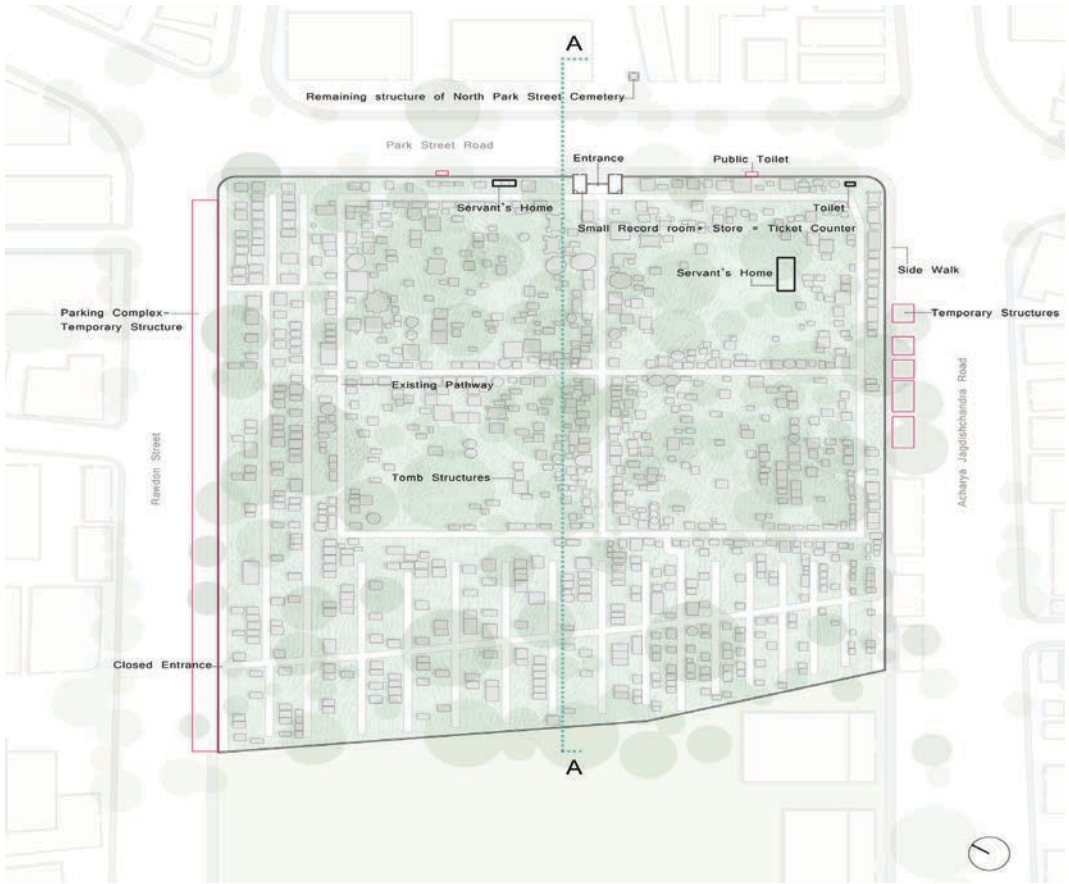 A
Remaining structure of North Park Street Cemetery
Park Street Road
Entrance
Public Toilet
Servant's Home
Toilet
Small Record room+ Store = Ticket Counter
Servant's Home
Side Walk
Parking Complex-
Temporary Structure
Temporary Structures
Existing Pathway
Rawdon Street
Acharya Jagdishchandra Road
Tomb Structures
Closed Entrance
A